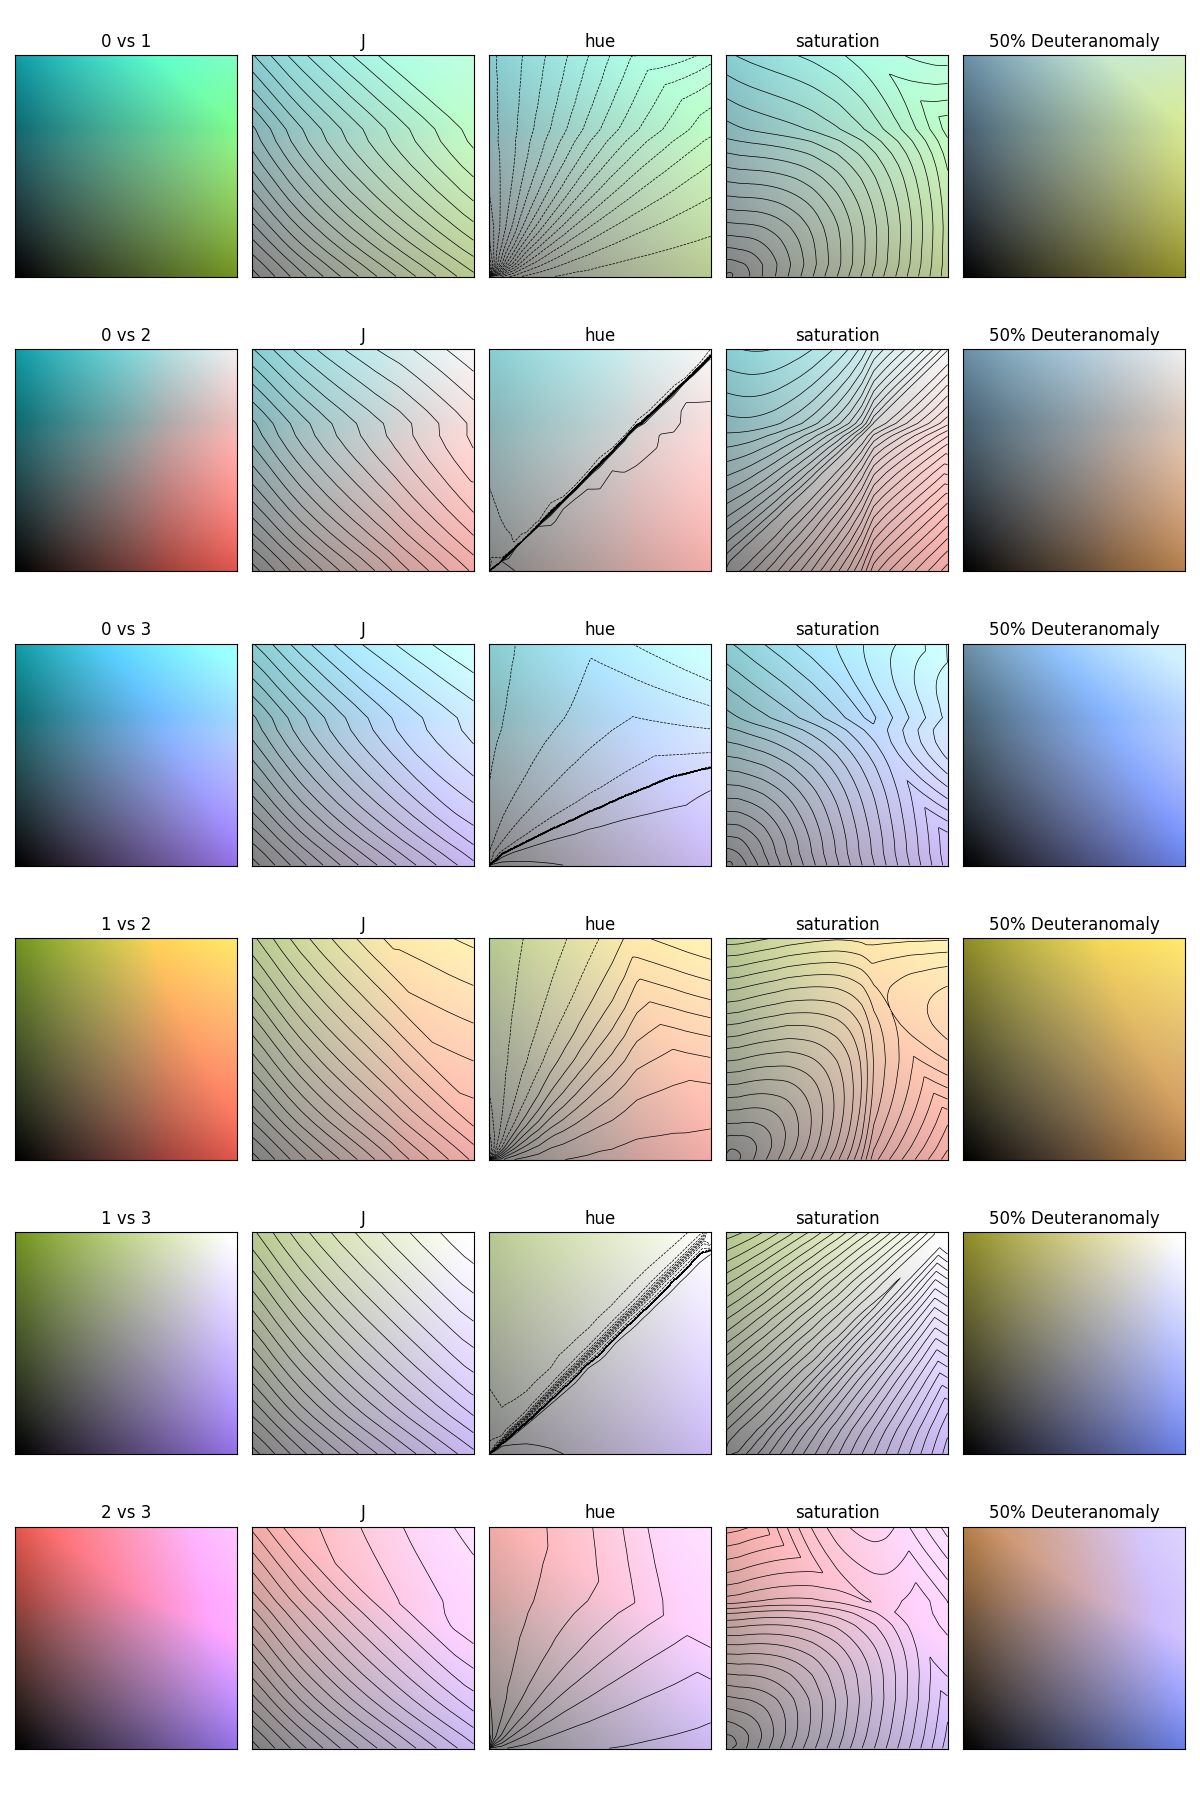 0 vs 1 J hue saturation 50% Deuteranomaly
0 vs 2 J hue saturation 50% Deuteranomaly
0 vs 3 J hue saturation 50% Deuteranomaly
1 vs 2 J hue saturation 50% Deuteranomaly
1 vs 3 J hue saturation 50% Deuteranomaly
2 vs 3 J hue saturation 50% Deuteranomaly